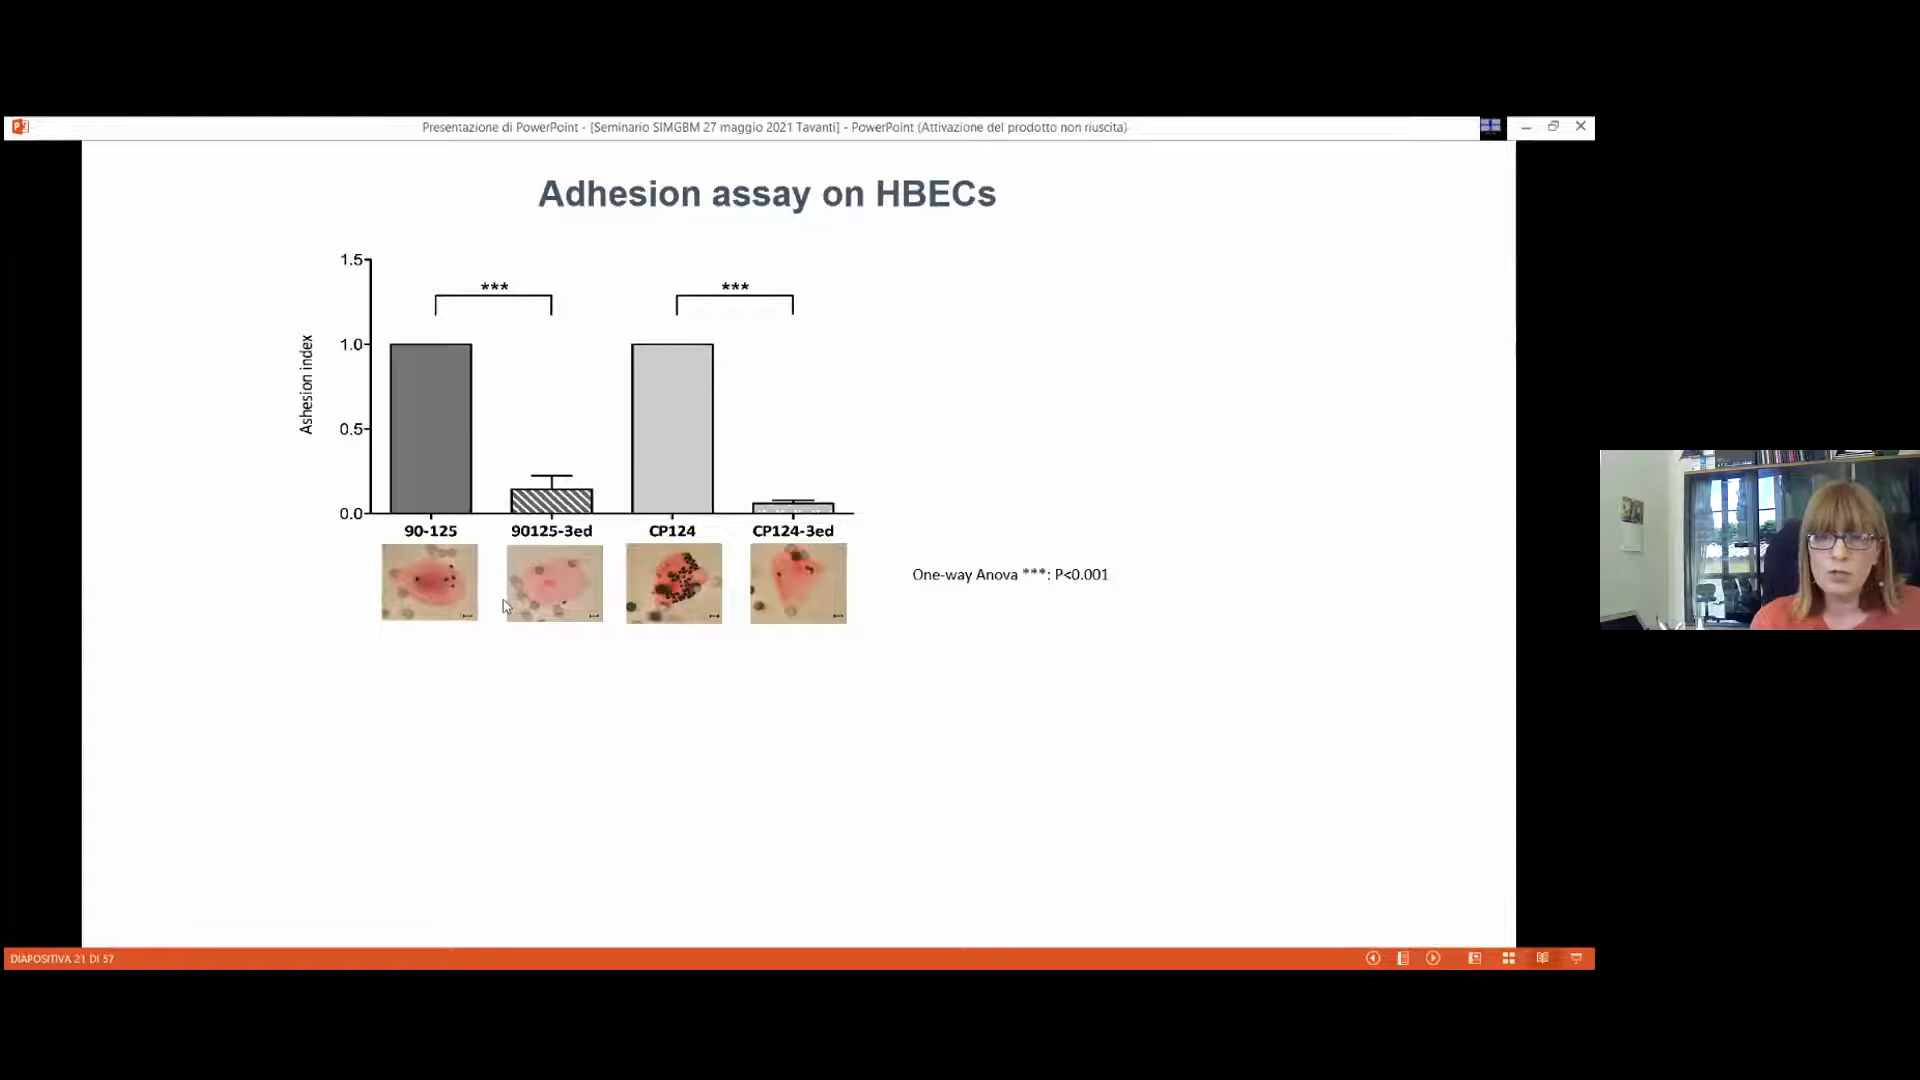 Presentazione di PowerPoint - [Seminario SIMGBM 27 maggio 2021 Tavanti] - PowerPoint (Attivazione del prodotto non riuscita)
Adhesion assay on HBECs
1.5
*** ***
1.0
Ashesion index
0.5
0.0
90-125 90125-3ed CP124 CP124-3ed
One-way Anova ***: P<0.001
DIAPOSITIVA 21 DI 57